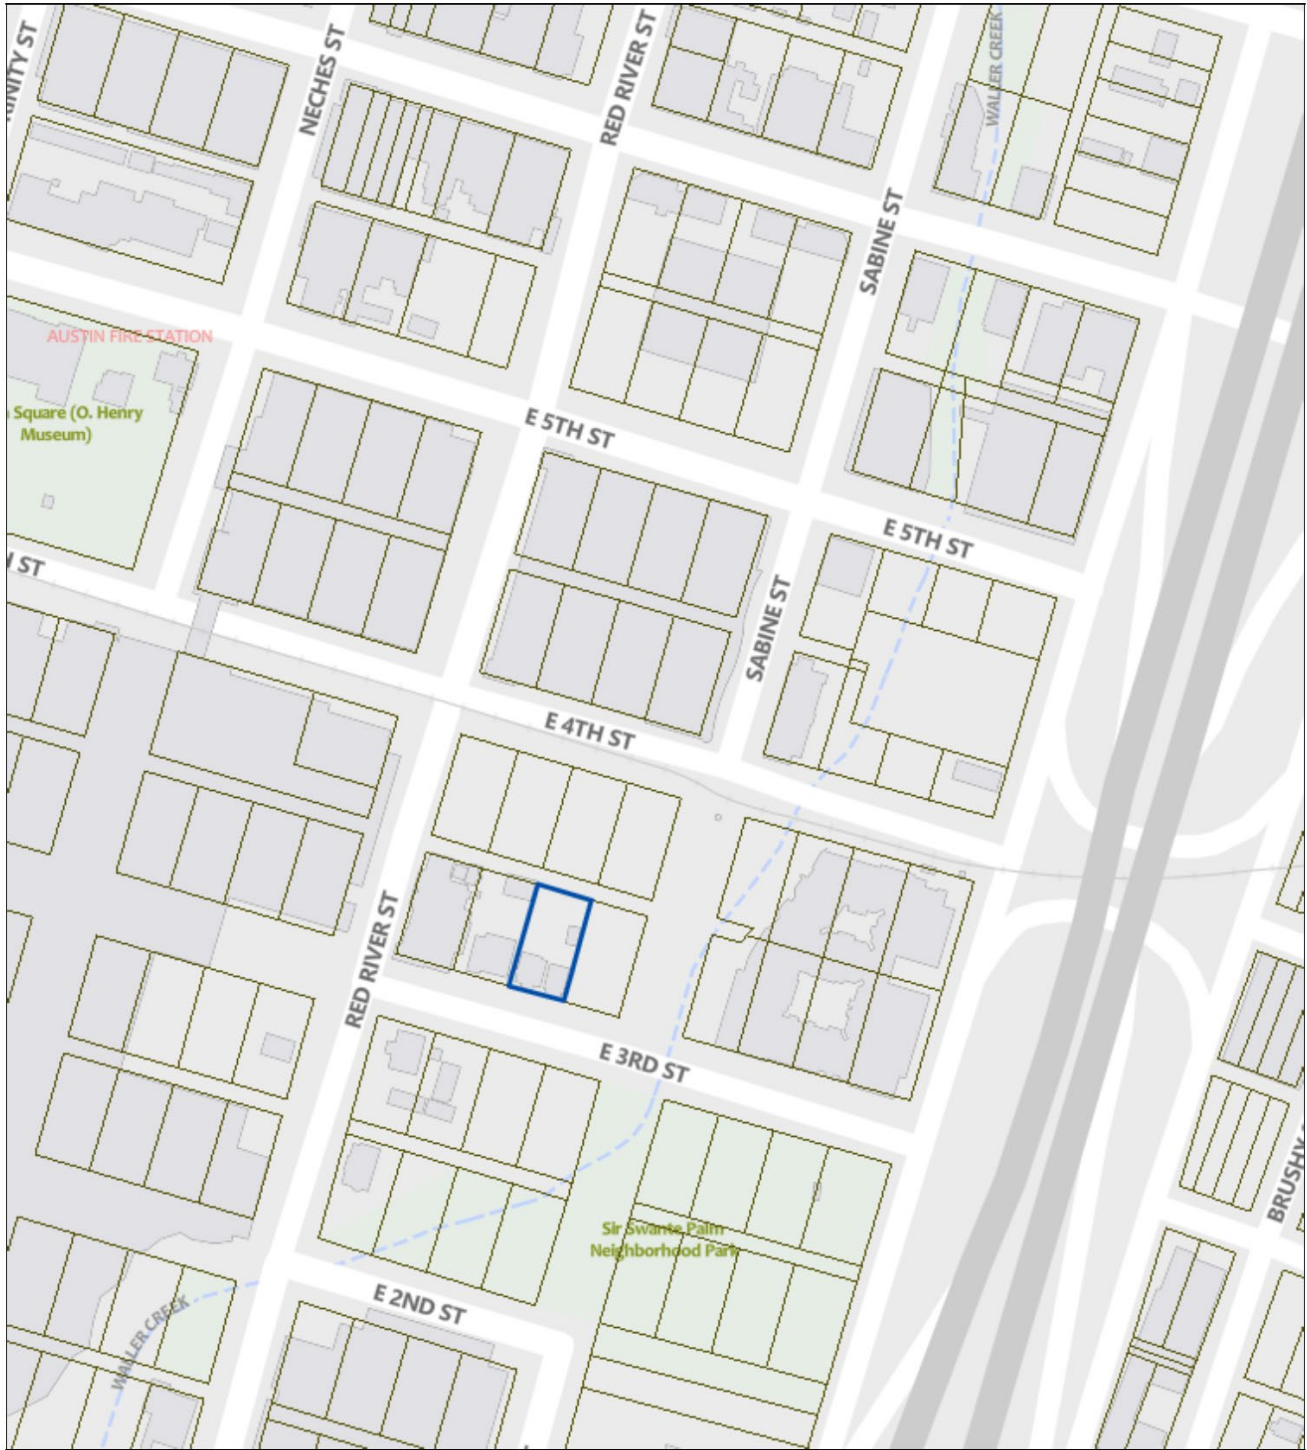 NECHES ST
RED RIVER ST
WALLER CREEK
SABINE ST
AUSTIN FIRE STATION
Square (O. Henry
Museum)
E 5TH ST
E 5TH ST
SABINE ST
ST
E 4TH ST
RED RIVER ST
E 3RD ST
Sir Swante Palm
Neighborhood Park
E 2ND ST
WALLER CREEK